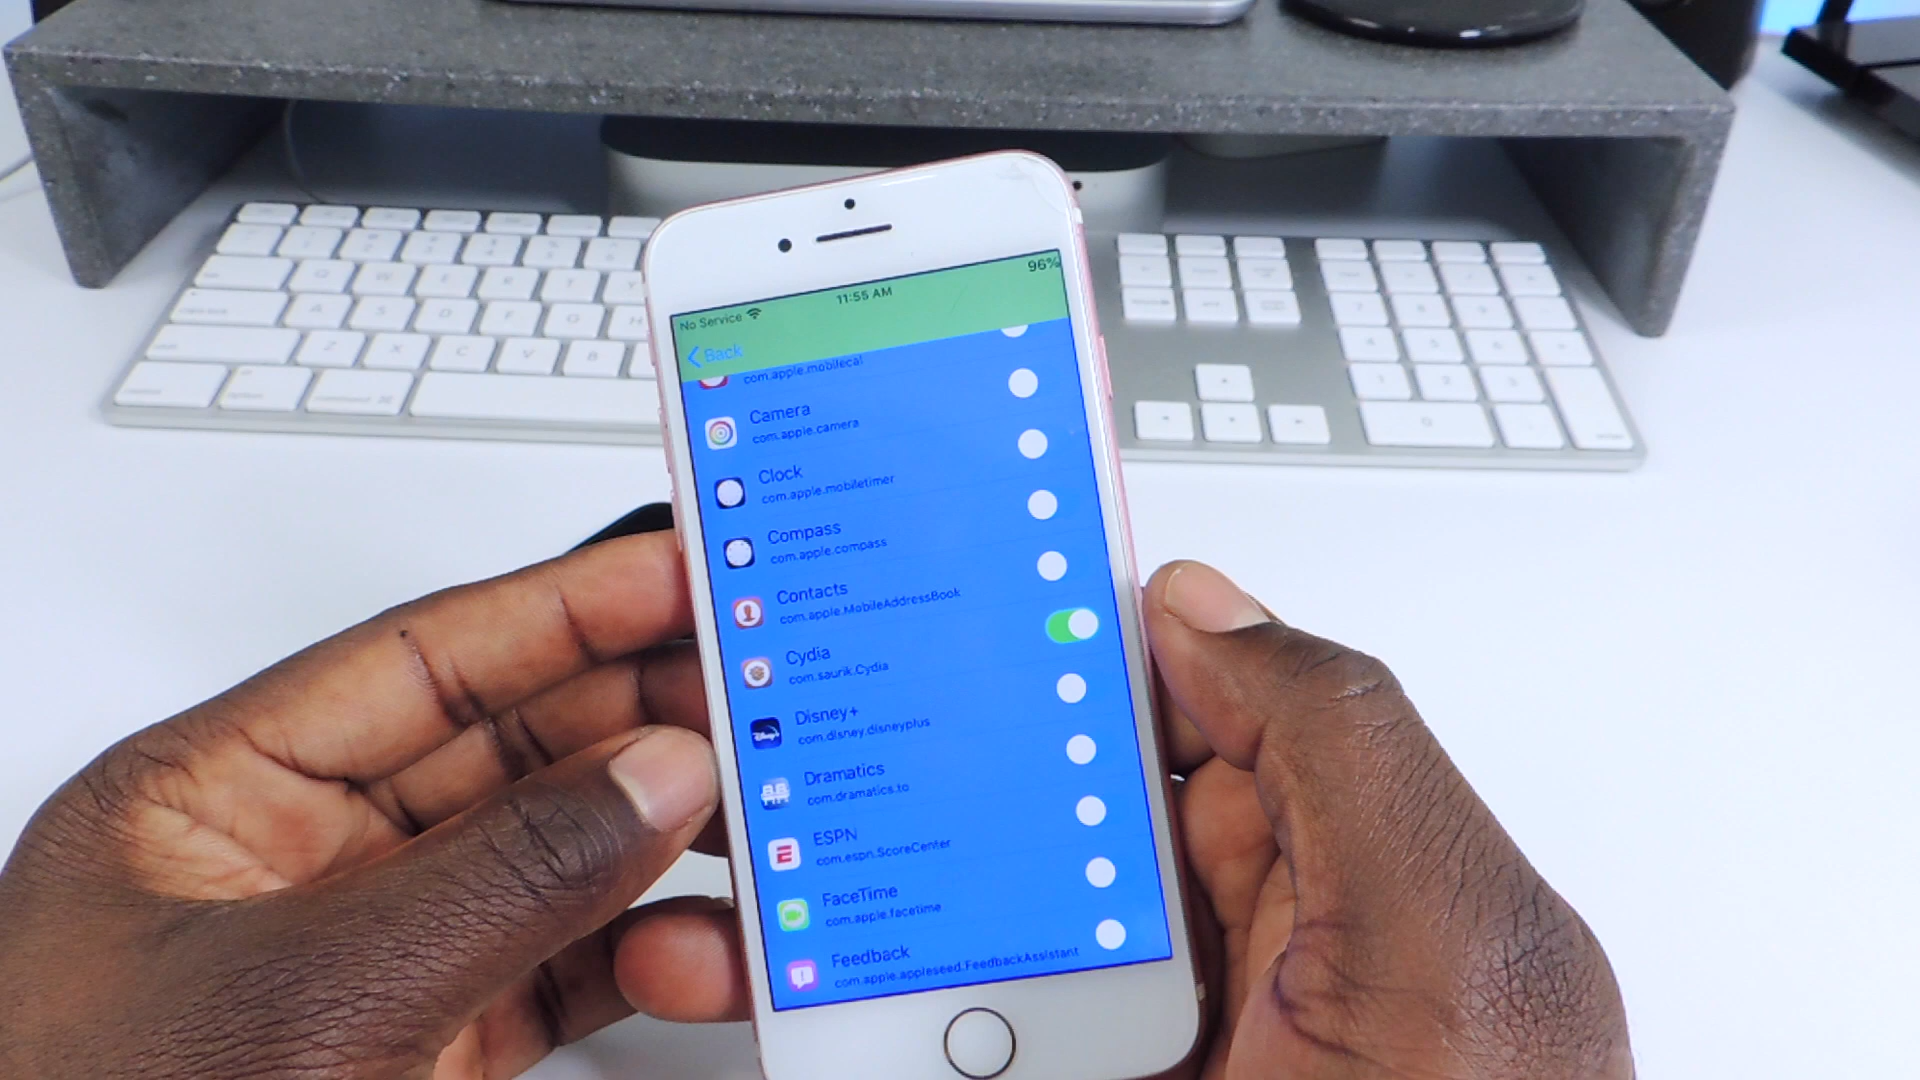 96%
11:55 AM
No Service
Back
com.apple.mobilecal
Camera
com.apple.camera
Clock
com.apple.mobiletimer
Compass
com.apple.compass
Contacts
com.apple.MobileAddressBook
Cydia
com.saurik.Cydia
Disney+
com.disney.disneyplus
Dramatics
com.dramatics.to
ESPN
com.espn.ScoreCenter
FaceTime
com.apple.facetime
Feedback
com.apple.appleseed.FeedbackAssistant